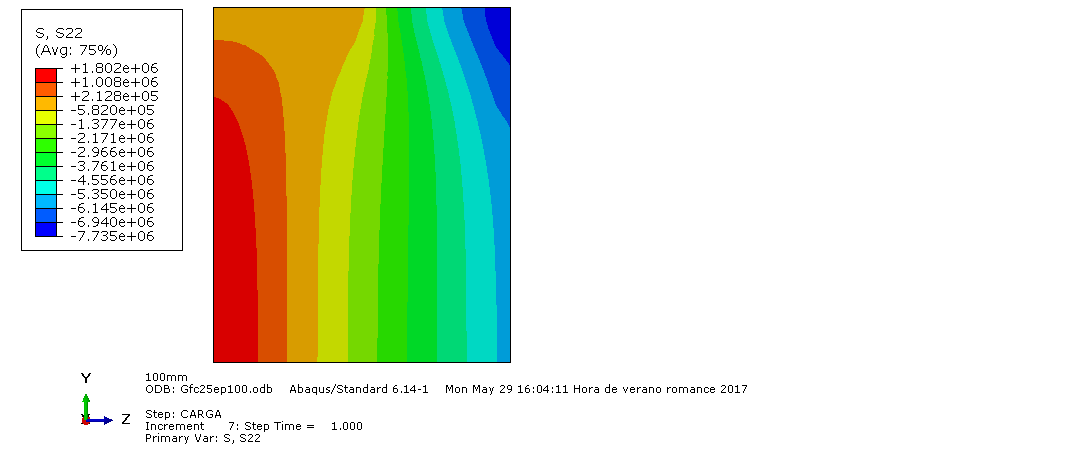 S, S22
(Avg: 75%)
+1.802e+06
+1.008e+06
+2.128e+05
-5.820e+05
-1.377e+06
-2.171e+06
-2.966e+06
-3.761e+06
-4.556e+06
-5.350e+06
-6.145e+06
-6.940e+06
-7.735e+06
Y
Z
100mm
ODB: Gfc25ep100.odb Abaqus/Standard 6.14-1 Mon May 29 16:04:11 Hora de verano romance 2017
Step: CARGA
Increment 7: Step Time = 1.000
Primary Var: S, S22